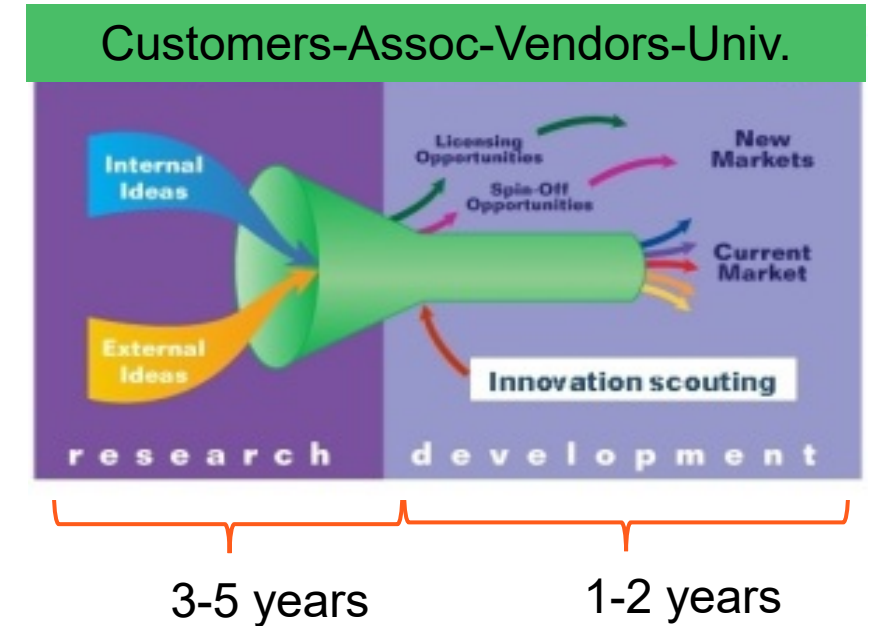 Customers-Assoc-Vendors-Univ.
Internal
Ideas
Licensing
Opportunities
Spin-Off
Opportunities
New
Markets
Current
Market
External
Ideas
Innovation scouting
research
development
3-5 years
1-2 years